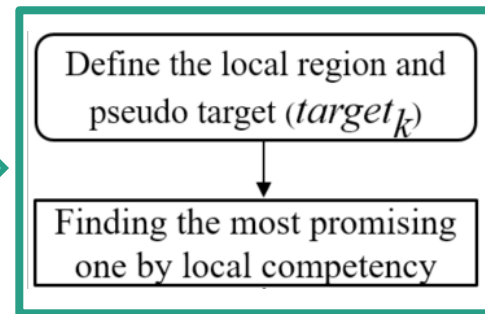 Define the local region and
pseudo target (target_k)
Finding the most promising
one by local competency